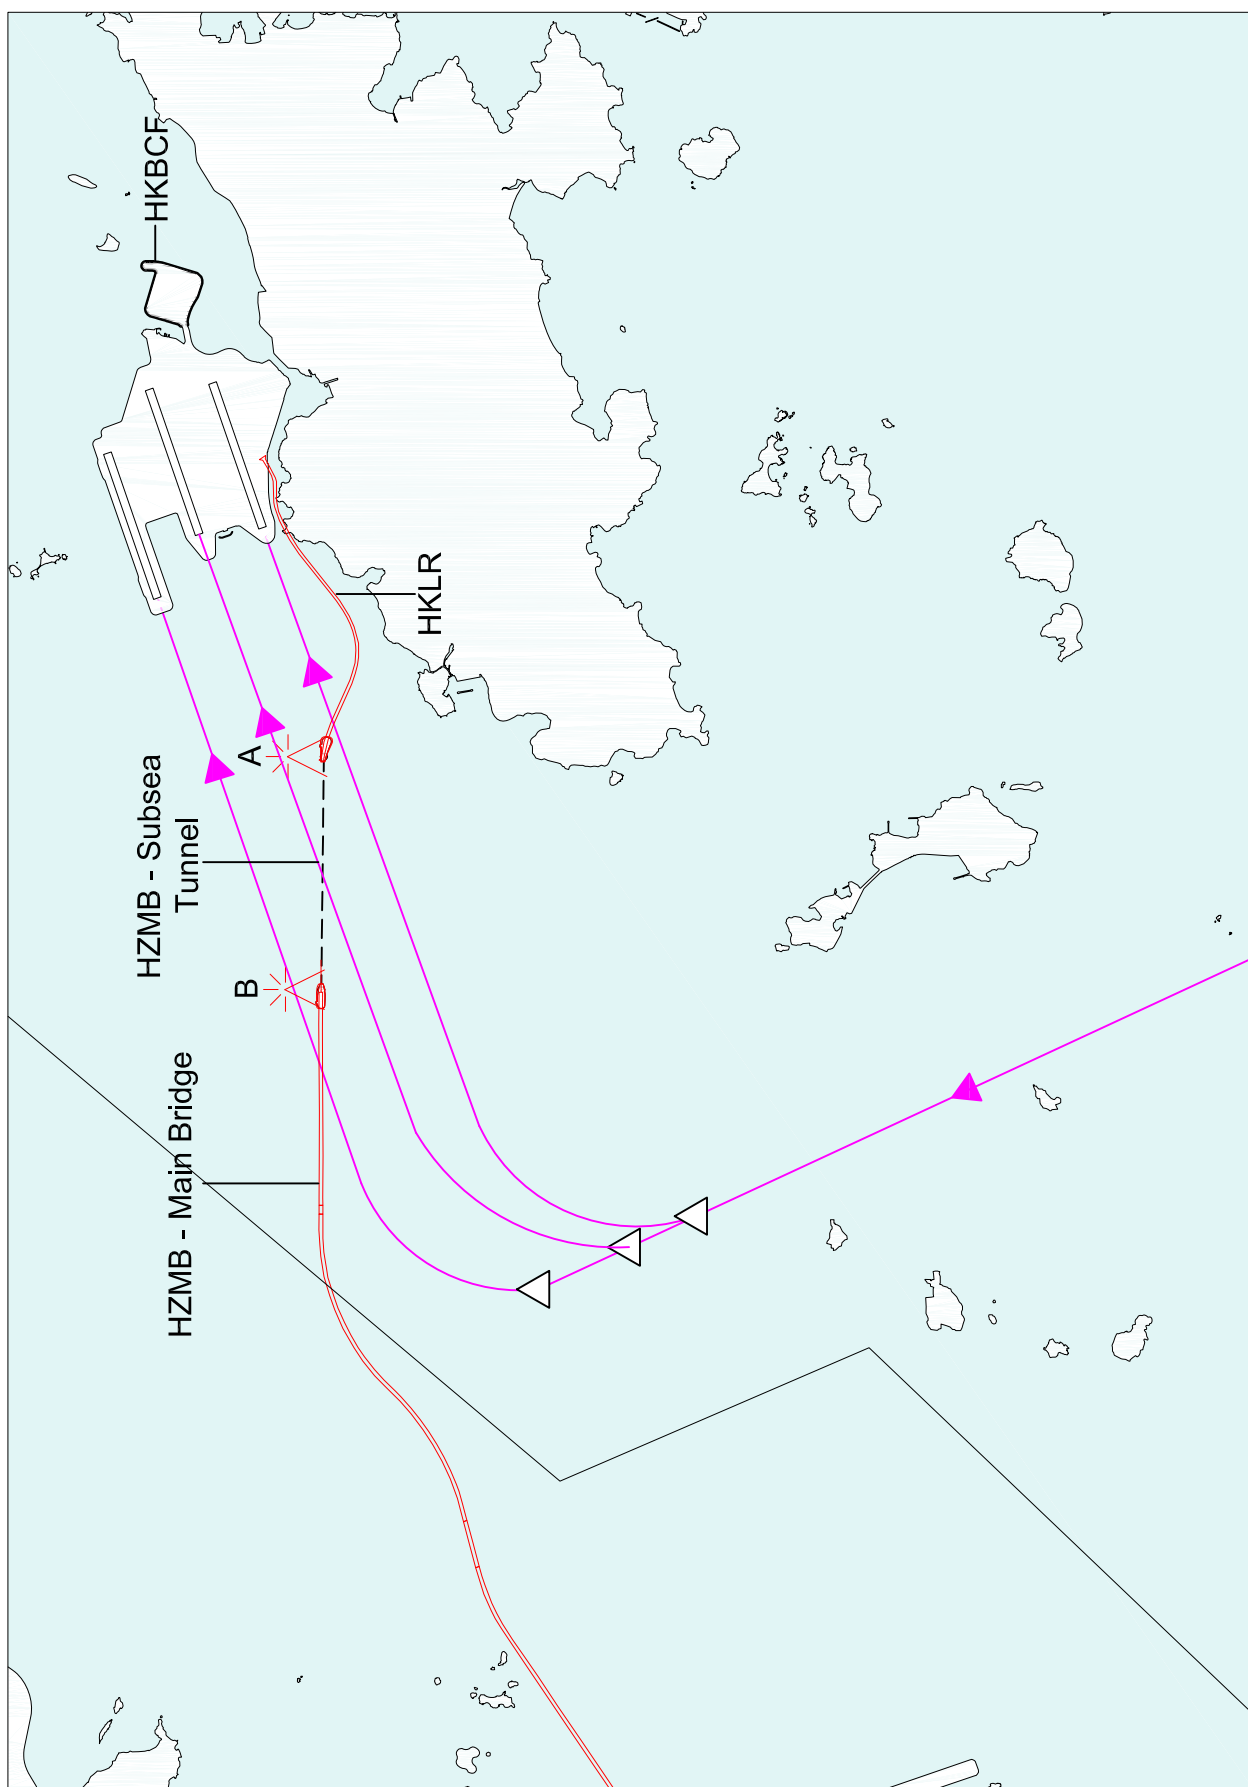 HKBCF
HKLR
A
HZMB - Subsea
Tunnel
B
HZMB - Main Bridge